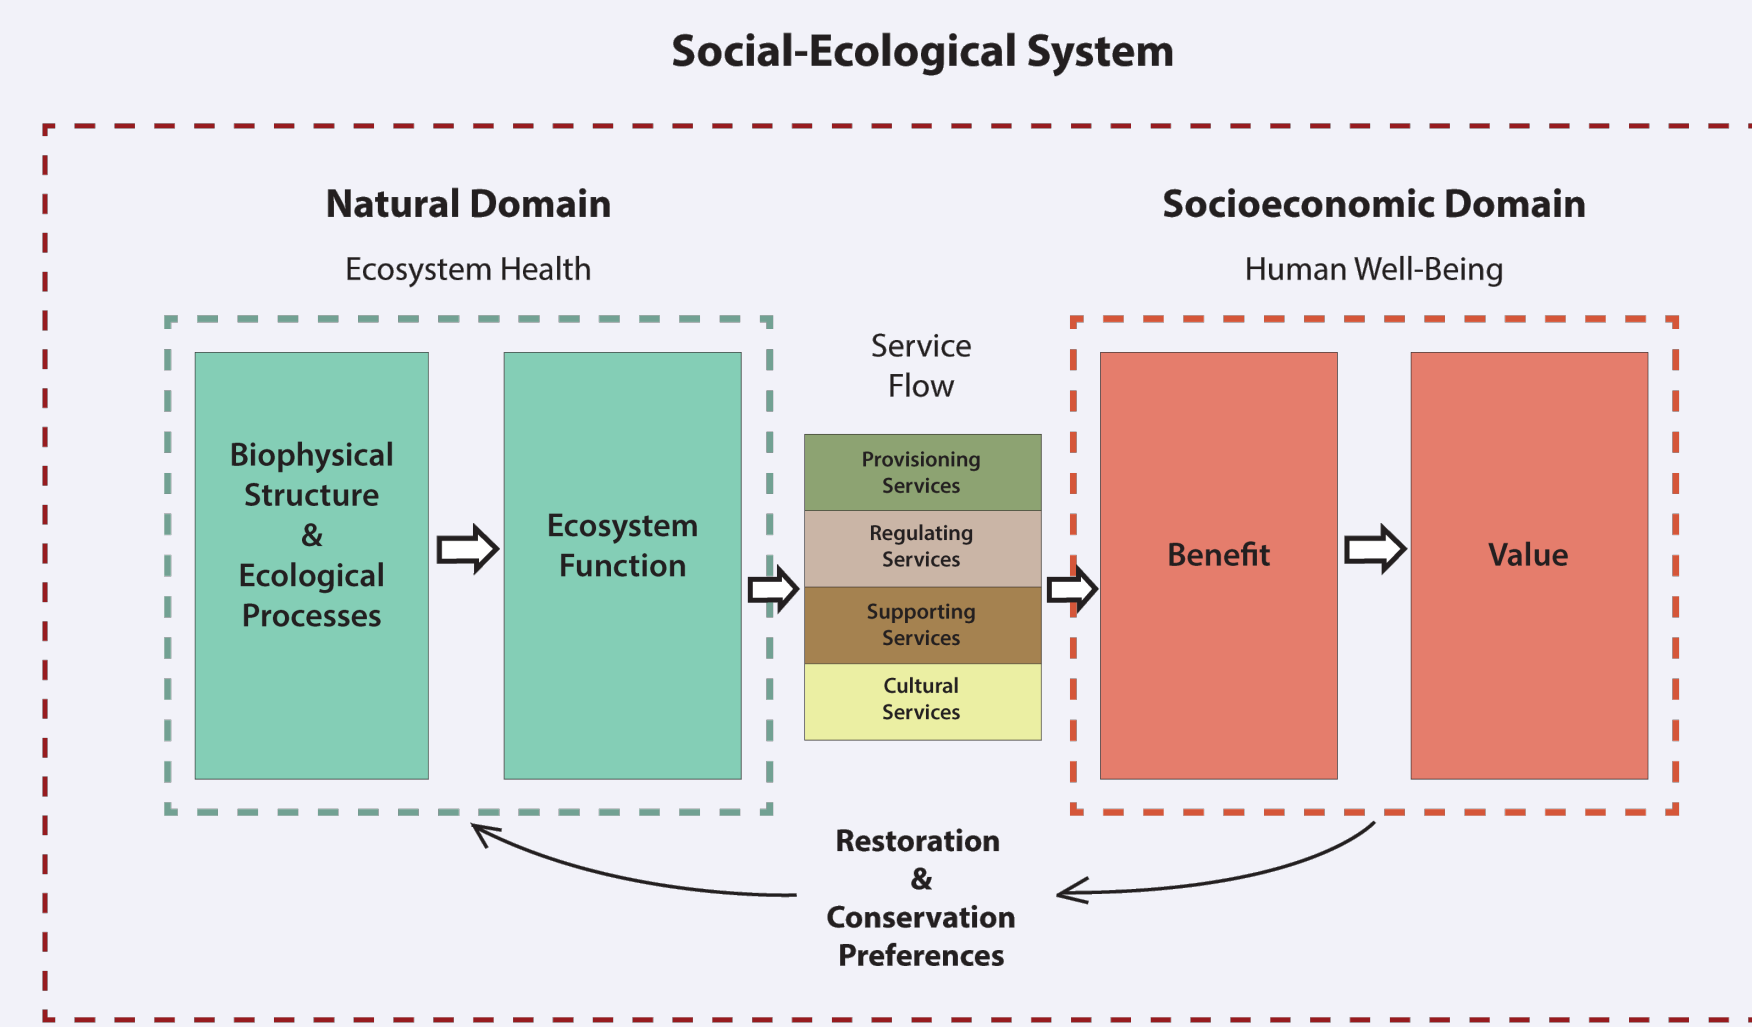 Social-Ecological System
Natural Domain
Ecosystem Health
Biophysical
Structure
&
Ecological
Processes
Ecosystem
Function
Service
Flow
Provisioning
Services
Regulating
Services
Supporting
Services
Cultural
Services
Socioeconomic Domain
Human Well-Being
Benefit
Value
Restoration
&
Conservation
Preferences